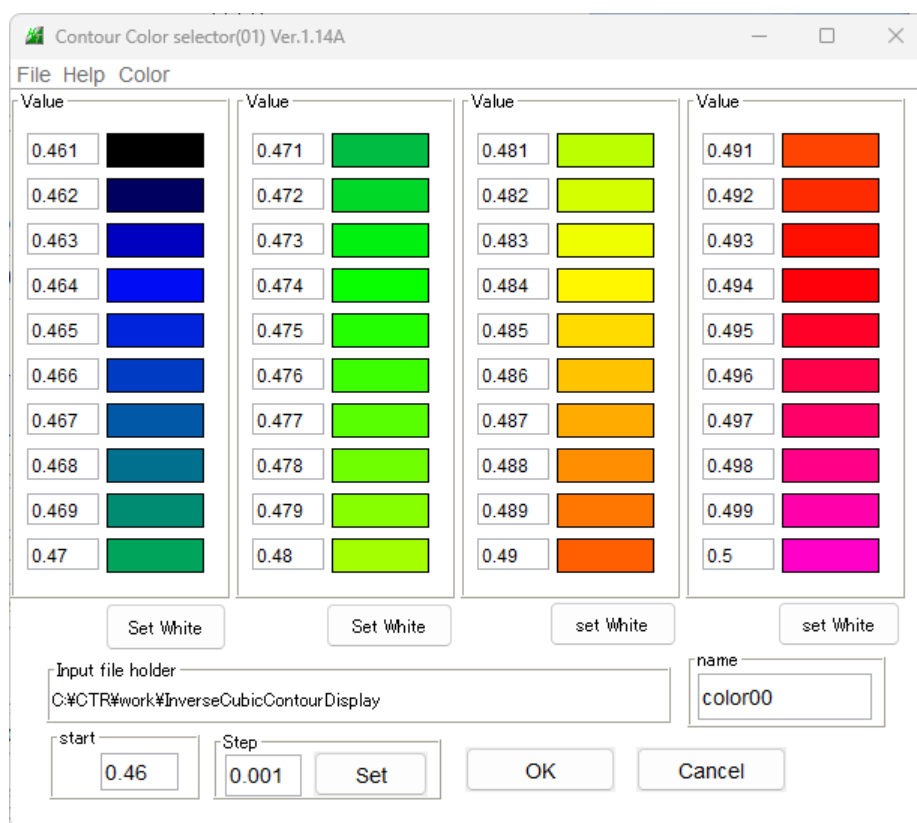 Contour Color selector(01) Ver.1.14A
File Help Color
Value Value Value Value
0.461 0.471 0.481 0.491
0.462 0.472 0.482 0.492
0.463 0.473 0.483 0.493
0.464 0.474 0.484 0.494
0.465 0.475 0.485 0.495
0.466 0.476 0.486 0.496
0.467 0.477 0.487 0.497
0.468 0.478 0.488 0.498
0.469 0.479 0.489 0.499
0.47 0.48 0.49 0.5
Set White Set White set White set White
Input file holder name
C:¥CTR¥work¥InverseCubicContourDisplay color00
start Step
0.46 0.001 Set OK Cancel